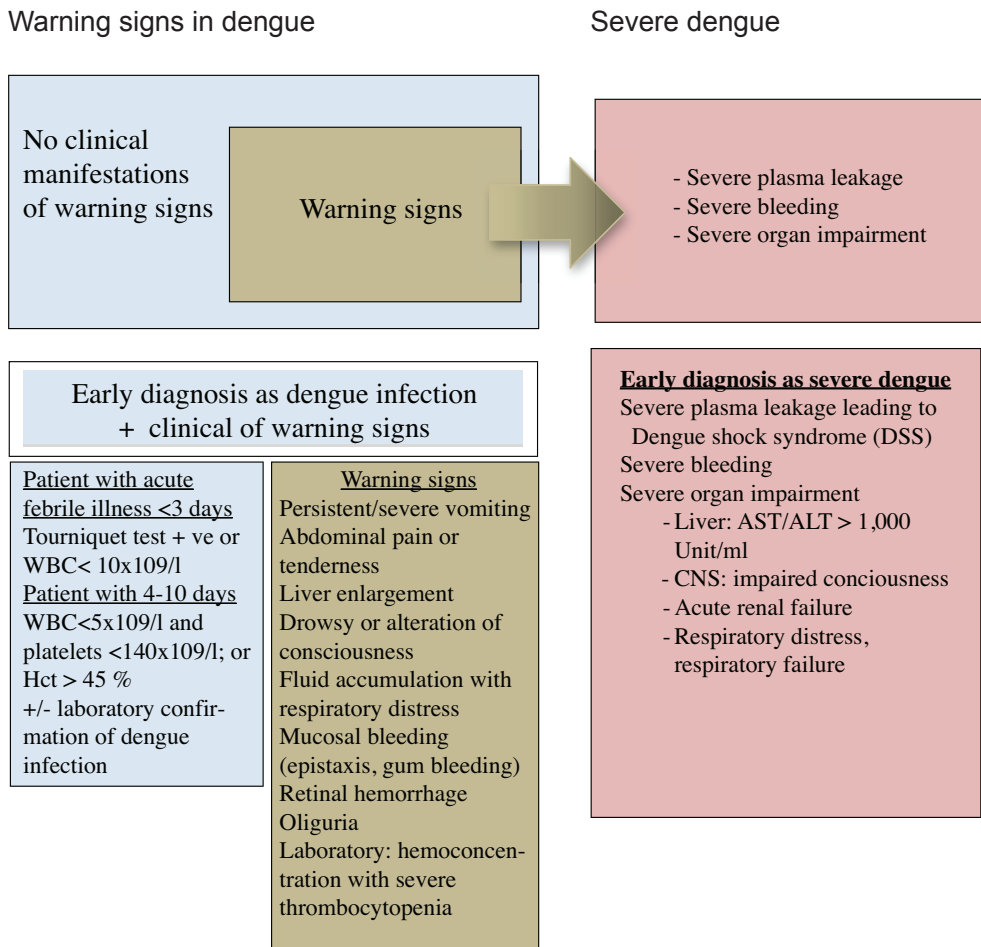 Warning signs in dengue
Severe dengue
No clinical
manifestations
of warning signs
Warning signs
- Severe plasma leakage
- Severe bleeding
- Severe organ impairment
Early diagnosis as dengue infection
+ clinical of warning signs
Patient with acute
febrile illness <3 days
Tourniquet test + ve or
WBC< 10x109/l
Patient with 4-10 days
WBC<5x109/l and
platelets <140x109/l; or
Hct > 45 %
+/- laboratory confir-
mation of dengue
infection
Warning signs
Persistent/severe vomiting
Abdominal pain or
tenderness
Liver enlargement
Drowsy or alteration of
consciousness
Fluid accumulation with
respiratory distress
Mucosal bleeding
(epistaxis, gum bleeding)
Retinal hemorrhage
Oliguria
Laboratory: hemoconcen-
tration with severe
thrombocytopenia
Early diagnosis as severe dengue
Severe plasma leakage leading to
Dengue shock syndrome (DSS)
Severe bleeding
Severe organ impairment
- Liver: AST/ALT > 1,000
Unit/ml
- CNS: impaired conciousness
- Acute renal failure
- Respiratory distress,
respiratory failure